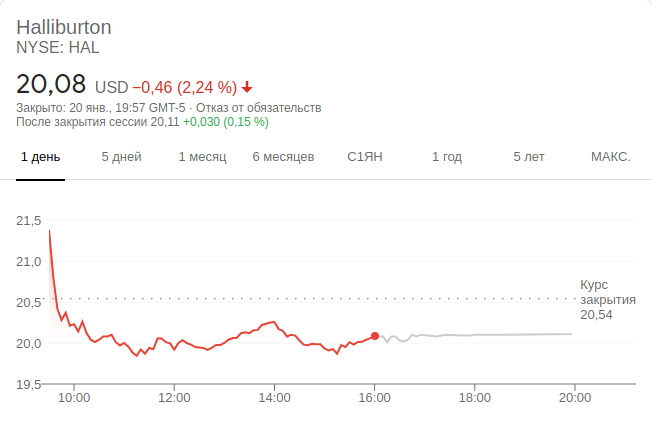 Halliburton
NYSE: HAL
20,08 USD −0,46 (2,24 %)
Закрыто: 20 янв., 19:57 GMT-5 · Отказ от обязательств
После закрытия сессии 20,11 +0,030 (0,15 %)
1 день 5 дней 1 месяц 6 месяцев С1ЯН 1 год 5 лет МАКС.
21,5
21,0
20,5
20,0
19,5
Курс
закрытия
20,54
10:00 12:00 14:00 16:00 18:00 20:00